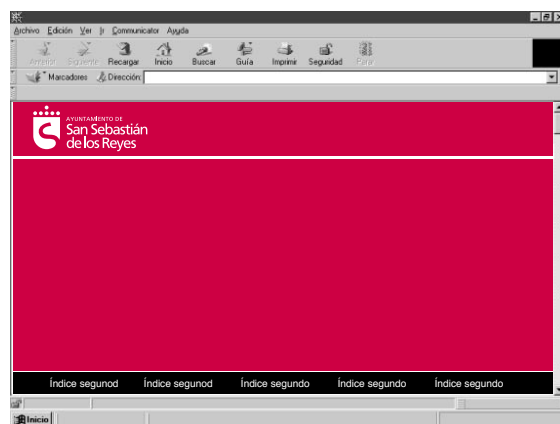 Archivo Edición Ver Ir Communicator Ayuda
Anterior Siguiente Recargar Inicio Buscar Guía Imprimir Seguridad Parar
Marcadores Dirección:
AYUNTAMIENTO DE
San Sebastián
de los Reyes
Índice segunod Índice segunod Índice segundo Índice segundo Índice segundo
Inicio